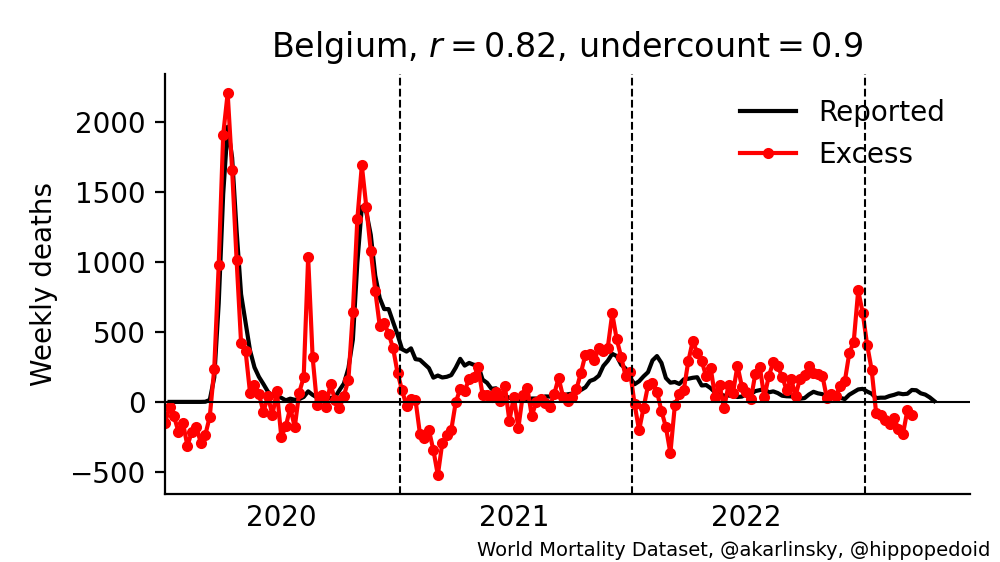 Belgium, r = 0.82, undercount = 0.9
Reported
Excess
Weekly deaths
2000
1500
1000
500
0
−500
2020 2021 2022
World Mortality Dataset, @akarlinsky, @hippopedoid